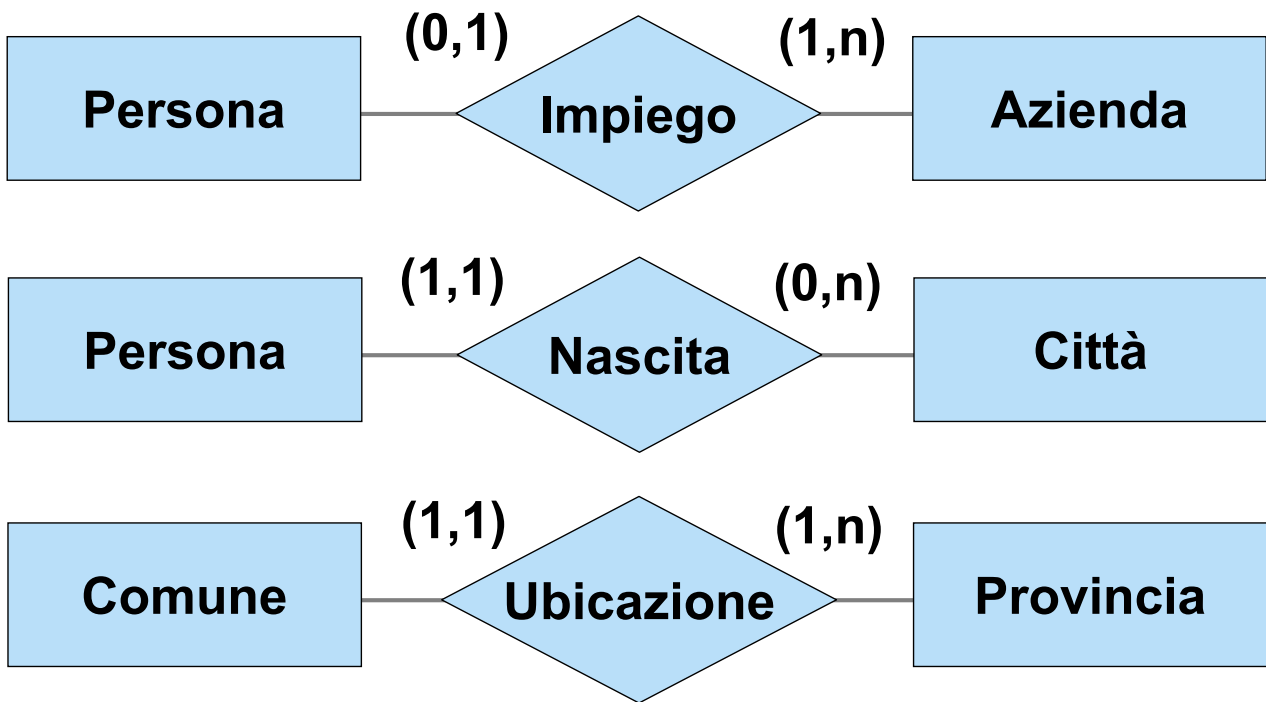 (0,1) (1,n)
Persona Impiego Azienda
(1,1) (0,n)
Persona Nascita Città
(1,1) (1,n)
Comune Ubicazione Provincia